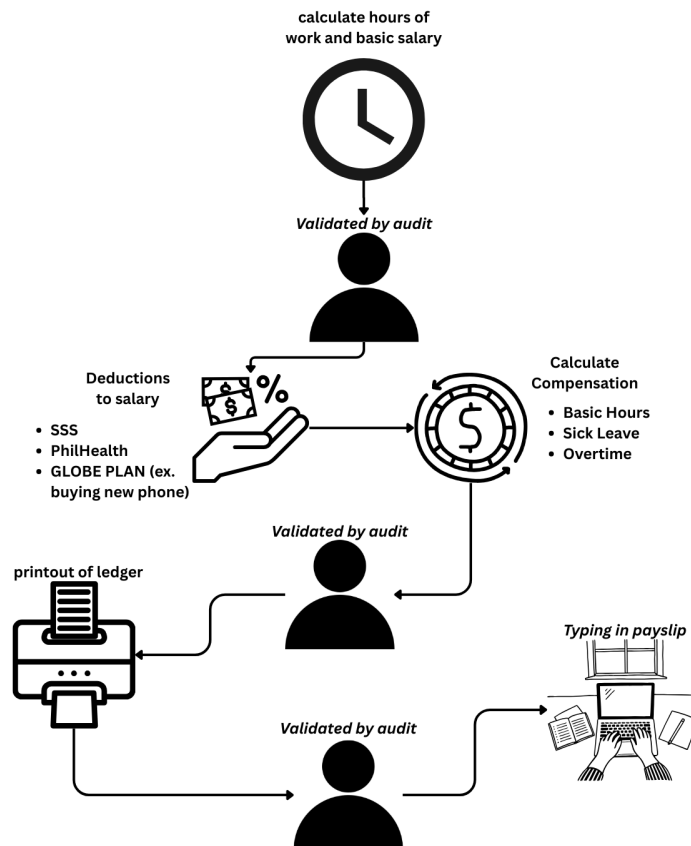 calculate hours of
work and basic salary
Validated by audit
Deductions
to salary
• SSS
• PhilHealth
• GLOBE PLAN (ex.
buying new phone)
Calculate
Compensation
• Basic Hours
• Sick Leave
• Overtime
Validated by audit
printout of ledger
Typing in payslip
Validated by audit